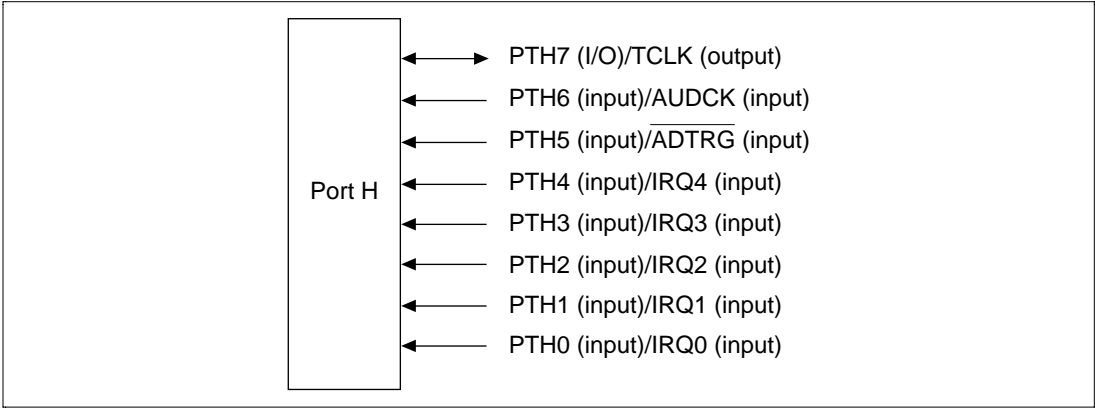 Port H
PTH7 (I/O)/TCLK (output)
PTH6 (input)/AUDCK (input)
PTH5 (input)/A̅D̅T̅R̅G̅ (input)
PTH4 (input)/IRQ4 (input)
PTH3 (input)/IRQ3 (input)
PTH2 (input)/IRQ2 (input)
PTH1 (input)/IRQ1 (input)
PTH0 (input)/IRQ0 (input)